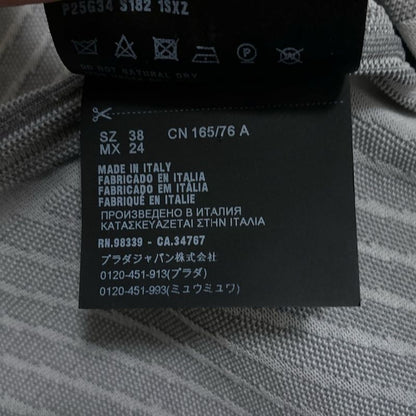 P25G34 S182 1SXZ
DO NOT NATURAL DRY
SZ 38 CN 165/76 A
MX 24
MADE IN ITALY
FABRICADO EN ITALIA
FABRICADO EM ITÁLIA
FABRIQUÉ EN ITALIE
ПРОИЗВЕДЕНО В ИТАЛИЯ
ΚΑΤΑΣΚΕΥΑΖΕΤΑΙ ΣΤΗΝ ΙΤΑΛΙΑ
RN.98339 - CA.34767
プラダジャパン株式会社
0120-451-913(プラダ)
0120-451-993(ミュウミュウ)